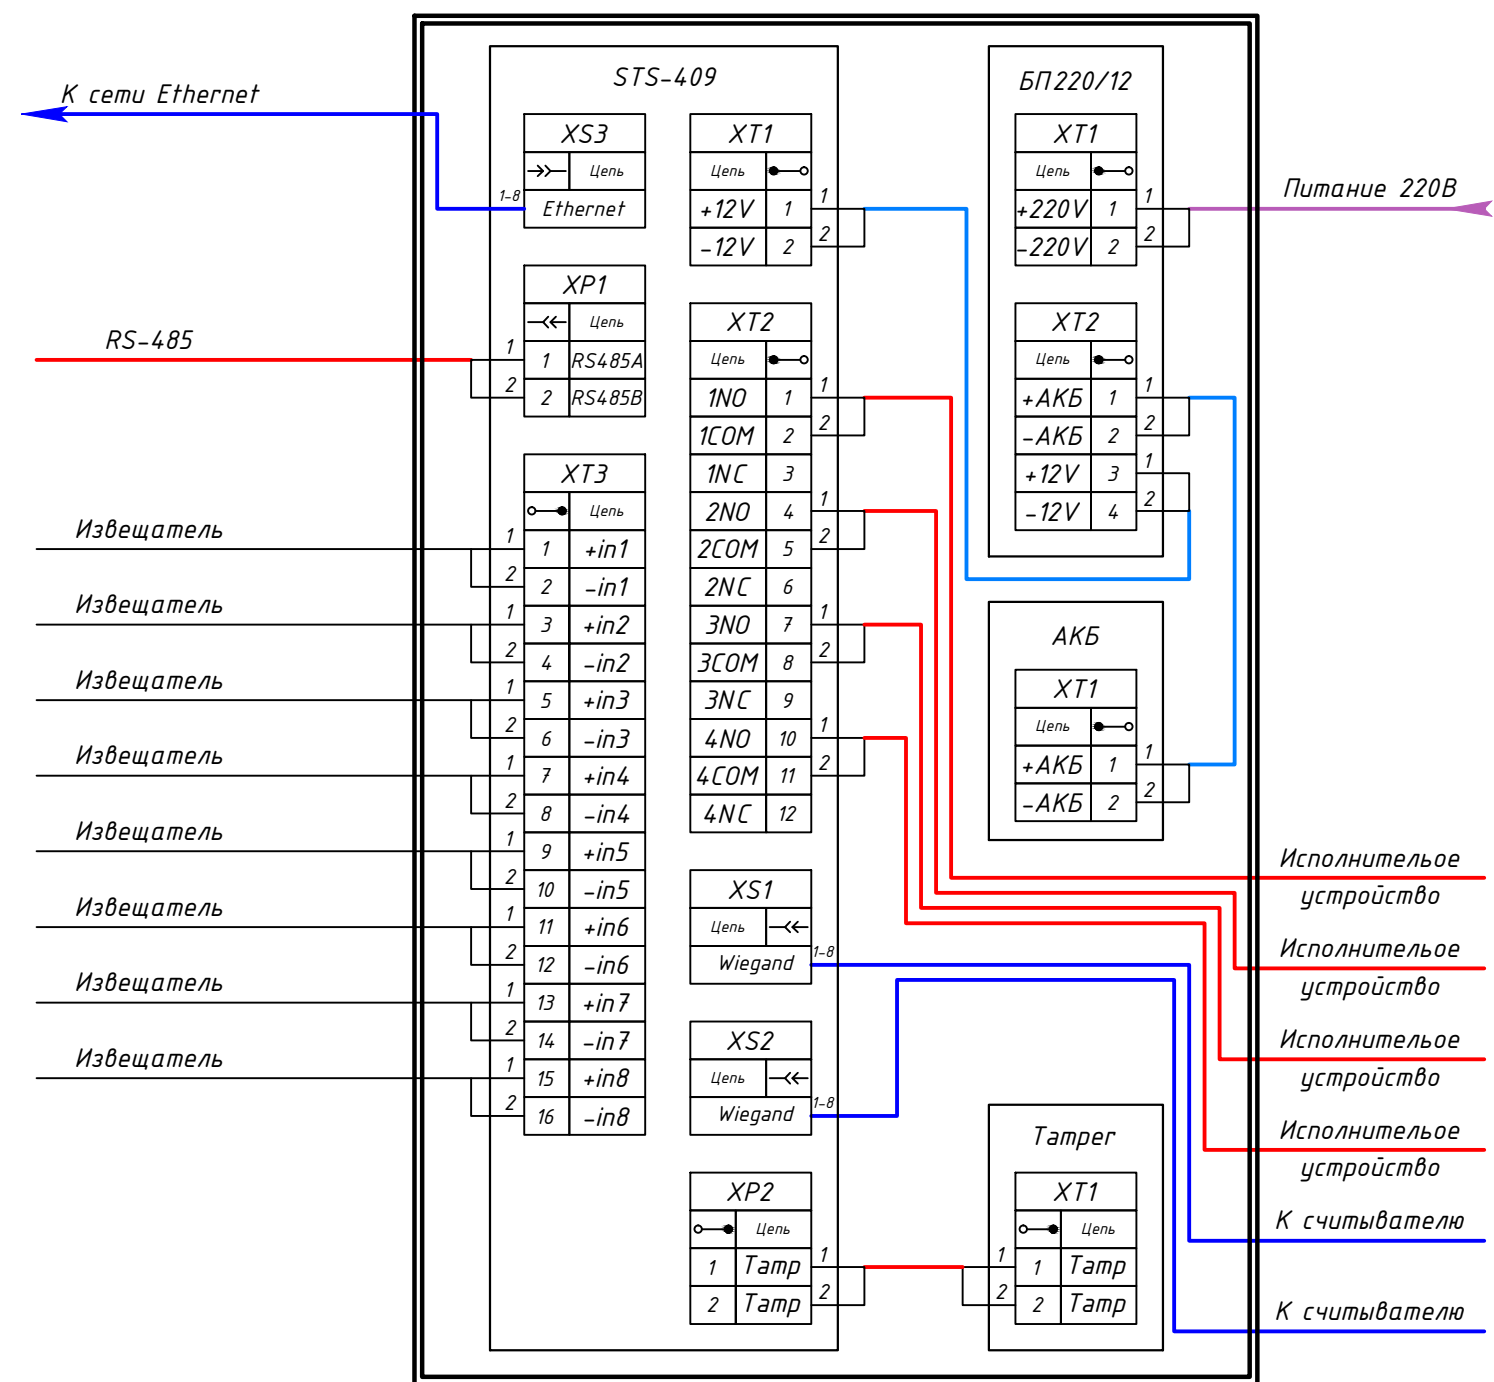 К сети Ethernet
RS-485
Извещатель
Извещатель
Извещатель
Извещатель
Извещатель
Извещатель
Извещатель
Извещатель
STS-409
XS3
Цепь
1-8
Ethernet
XP1
Цепь
1 1 RS485A
2 2 RS485B
XT3
Цепь
1 1 +in1
2 2 -in1
1 3 +in2
2 4 -in2
1 5 +in3
2 6 -in3
1 7 +in4
2 8 -in4
1 9 +in5
2 10 -in5
1 11 +in6
2 12 -in6
1 13 +in7
2 14 -in7
1 15 +in8
2 16 -in8
XT1
Цепь
+12V 1 1
-12V 2 2
XT2
Цепь
1NO 1 1
1COM 2 2
1NC 3
2NO 4 1
2COM 5 2
2NC 6
3NO 7 1
3COM 8 2
3NC 9
4NO 10 1
4COM 11 2
4NC 12
XS1
Цепь
Wiegand 1-8
XS2
Цепь
Wiegand 1-8
XP2
Цепь
1 Tamp 1
2 Tamp 2
БП220/12
XT1
Цепь
+220V 1 1
-220V 2 2
XT2
Цепь
+АКБ 1 1
-АКБ 2 2
+12V 3 1
-12V 4 2
АКБ
XT1
Цепь
+АКБ 1 1
-АКБ 2 2
Tamper
XT1
Цепь
1 1 Tamp
2 2 Tamp
Питание 220В
Исполнительое
устройство
Исполнительое
устройство
Исполнительое
устройство
Исполнительое
устройство
К считывателю
К считывателю